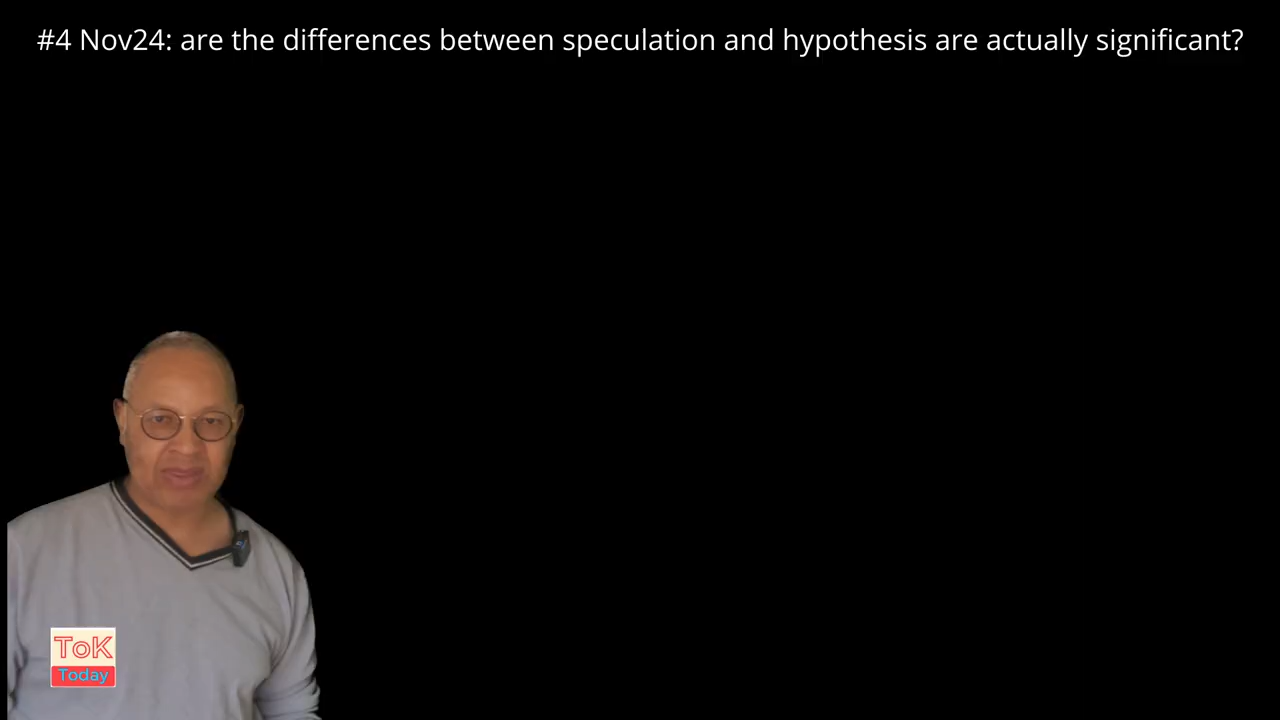 #4 Nov24: are the differences between speculation and hypothesis are actually significant?
ToK
Today